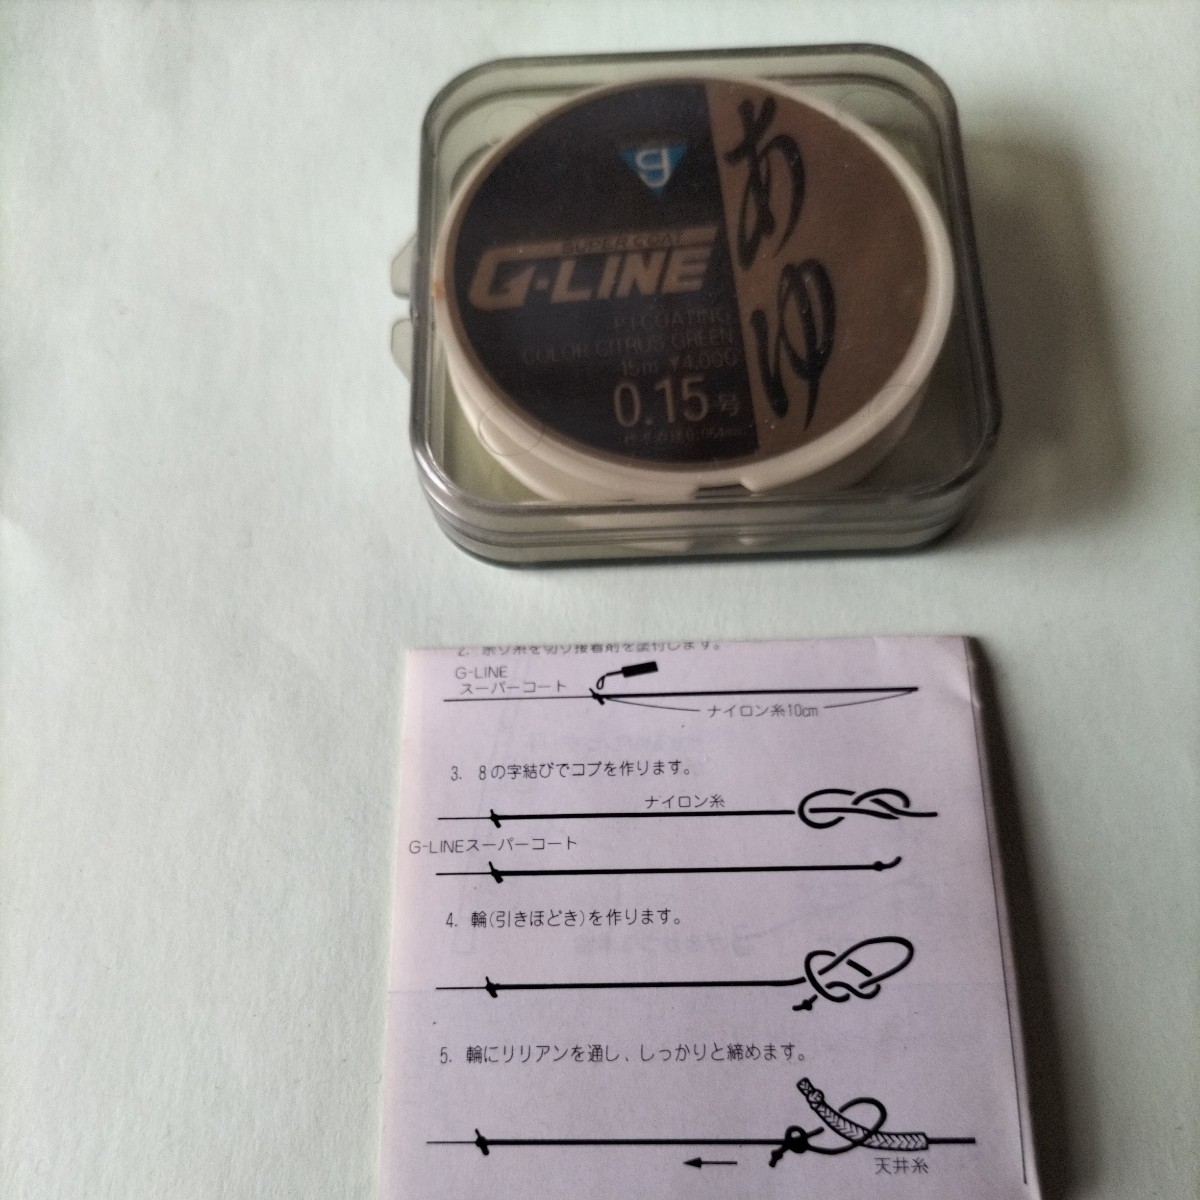 g
あゆ
SUPER COAT
G-LINE
P.I COATING
COLOR CITRUS GREEN
15m ¥4,000
0.15号
2. 余り糸を切り接着剤を塗付します。
G-LINE
スーパーコート
ナイロン糸10cm
3. 8の字結びでコブを作ります。
ナイロン糸
G-LINEスーパーコート
4. 輪(引きほどき)を作ります。
5. 輪にリリアンを通し、しっかりと締めます。
天井糸